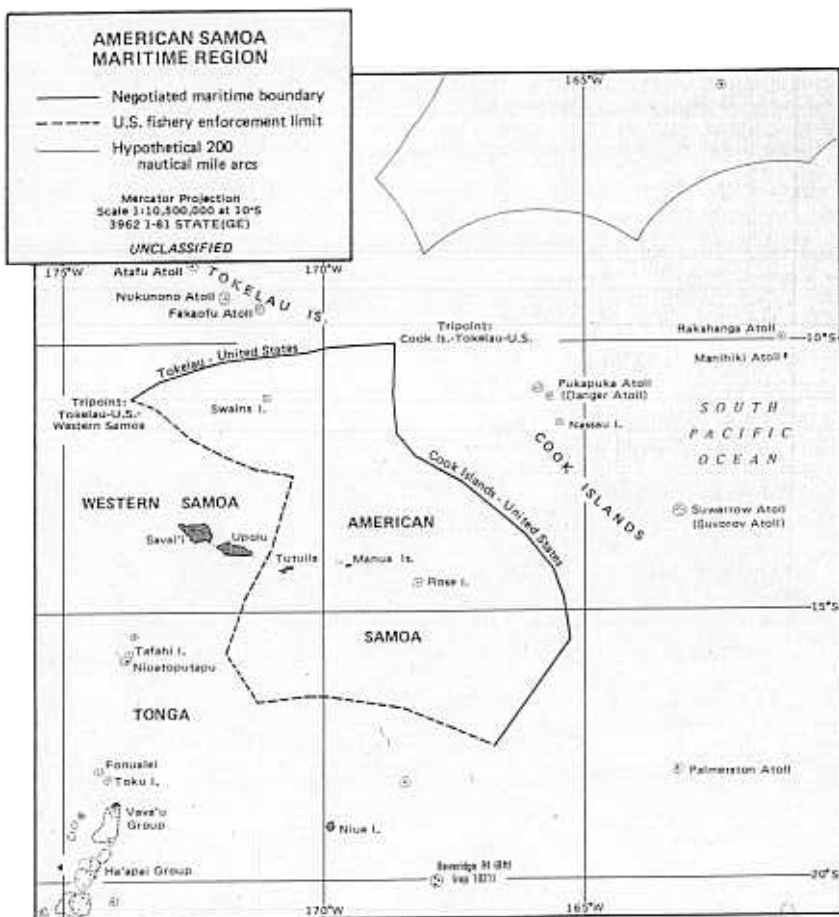 AMERICAN SAMOA
MARITIME REGION
Negotiated maritime boundary
U.S. fishery enforcement limit
Hypothetical 200
nautical mile arcs
Mercator Projection
Scale 1:10,500,000 at 10°S
3962 1-81 STATE(GE)
UNCLASSIFIED
165°W
175°W
170°W
Atafu Atoll
TOKELAU IS.
Nukunono Atoll
Fakaofu Atoll
Tripoint:
Cook Is.-Tokelau-U.S.
Rakahanga Atoll
10°S
Manihiki Atoll
Tokelau - United States
Tripoint:
Tokelau-U.S.-
Western Samoa
Swains I.
Pukapuka Atoll
(Danger Atoll)
Nassau I.
SOUTH
PACIFIC
OCEAN
COOK ISLANDS
Cook Islands - United States
WESTERN SAMOA
AMERICAN
Suwarrow Atoll
(Suvorov Atoll)
Savai'i
Upolu
Tutuila
Manua Is.
Rose I.
15°S
SAMOA
Tafahi I.
Niuatoputapu
TONGA
Fonualei
Toku I.
Palmerston Atoll
Vava'u
Group
Niue I.
Ha'apai Group
Beveridge
20°S
170°W
165°W